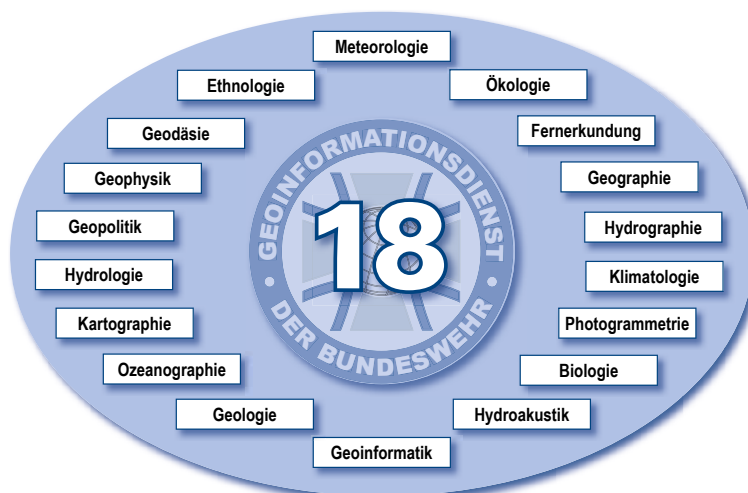 Meteorologie
Ethnologie
Ökologie
Geodäsie
Fernerkundung
Geophysik
Geographie
Geopolitik
Hydrographie
Hydrologie
Klimatologie
Kartographie
Photogrammetrie
Ozeanographie
Biologie
Geologie
Hydroakustik
Geoinformatik
GEOINFORMATIONSDIENST
18
• DER BUNDESWEHR •